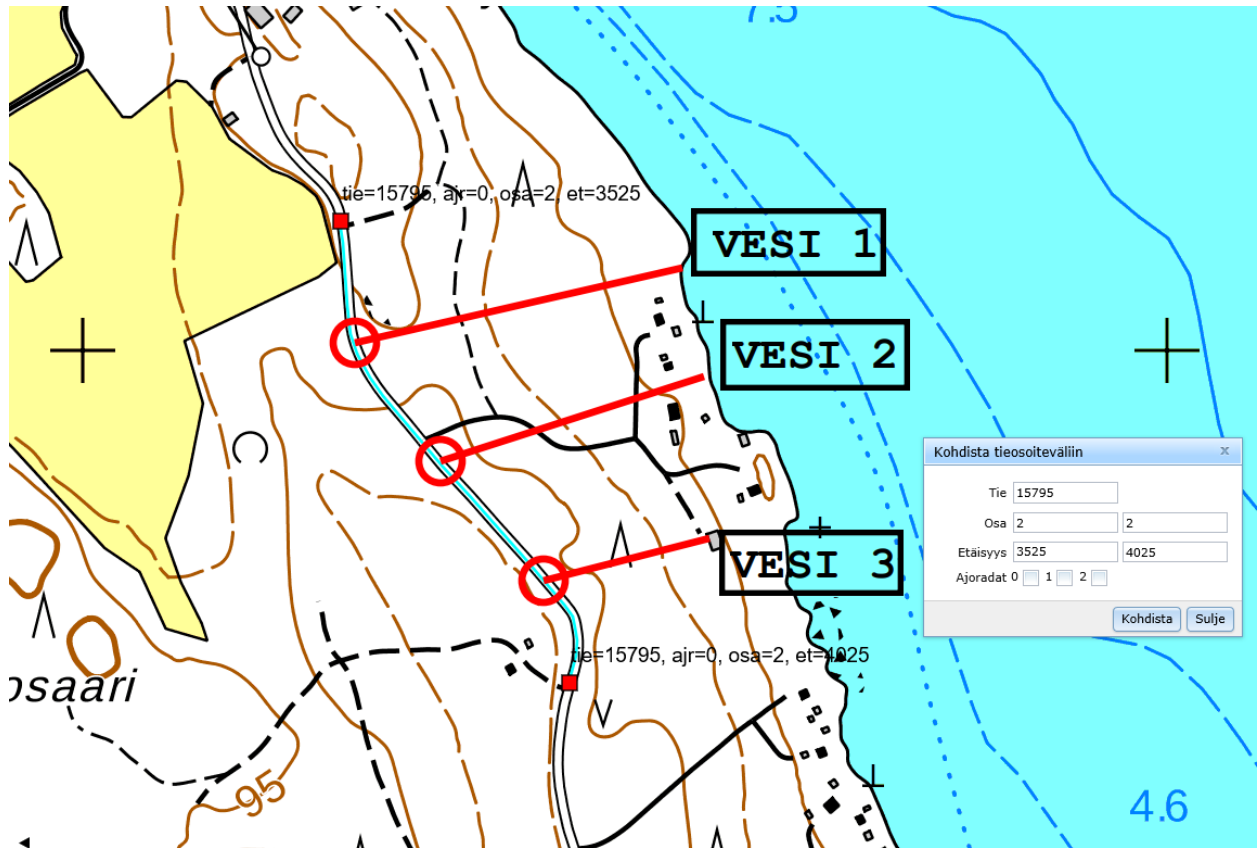 7.5
tie=15795, ajr=0, osa=2, et=3525
VESI 1
VESI 2
Kohdista tieosoiteväliin x
Tie 15795
Osa 2 2
Etäisyys 3525 4025
Ajoradat 0 1 2
Kohdista Sulje
VESI 3
tie=15795, ajr=0, osa=2, et=4025
osaari
95
4.6